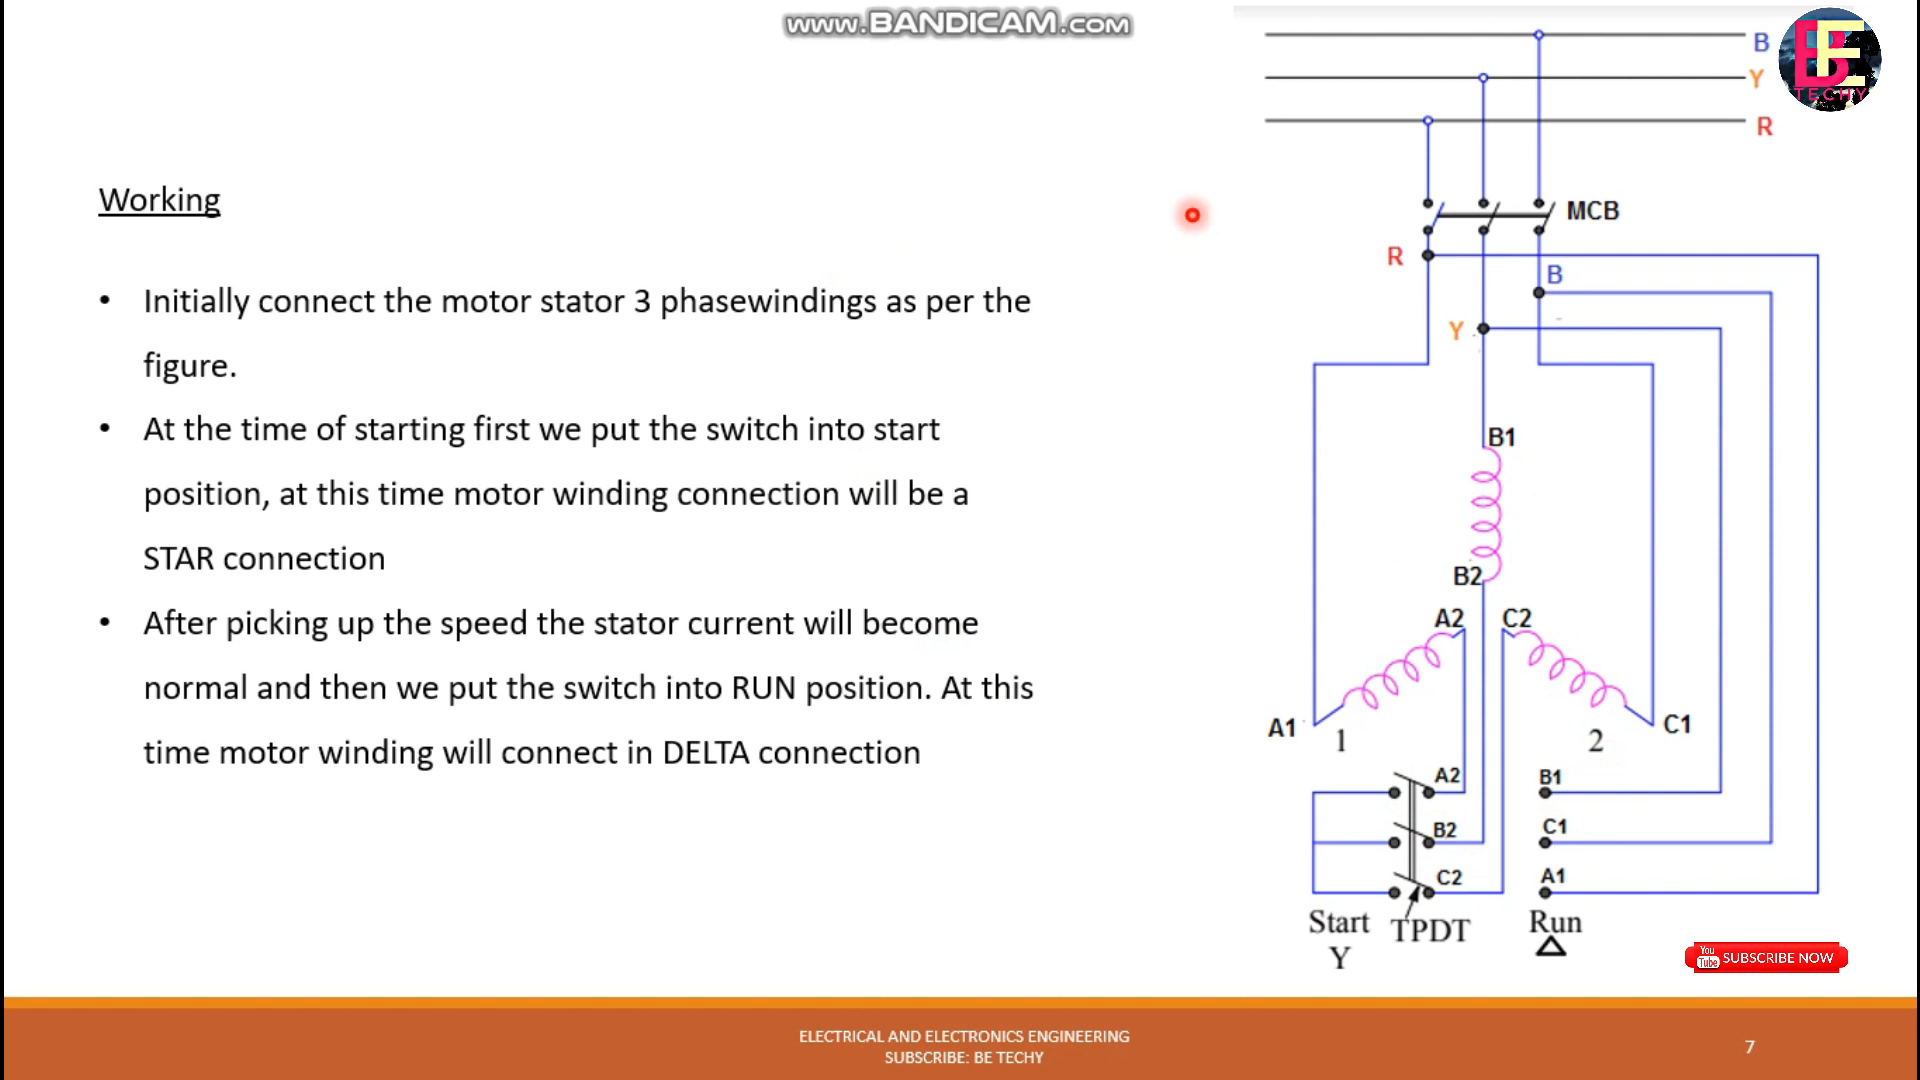 www.BANDICAM.com
B
Y
BE
TECHY
R
Working
MCB
R
B
Y
• Initially connect the motor stator 3 phasewindings as per the
figure.
• At the time of starting first we put the switch into start
position, at this time motor winding connection will be a
STAR connection
• After picking up the speed the stator current will become
normal and then we put the switch into RUN position. At this
time motor winding will connect in DELTA connection
B1
B2
A2 C2
A1 1 2 C1
A2 B1
B2 C1
C2 A1
Start TPDT Run
Y
You
Tube SUBSCRIBE NOW
ELECTRICAL AND ELECTRONICS ENGINEERING
SUBSCRIBE: BE TECHY
7